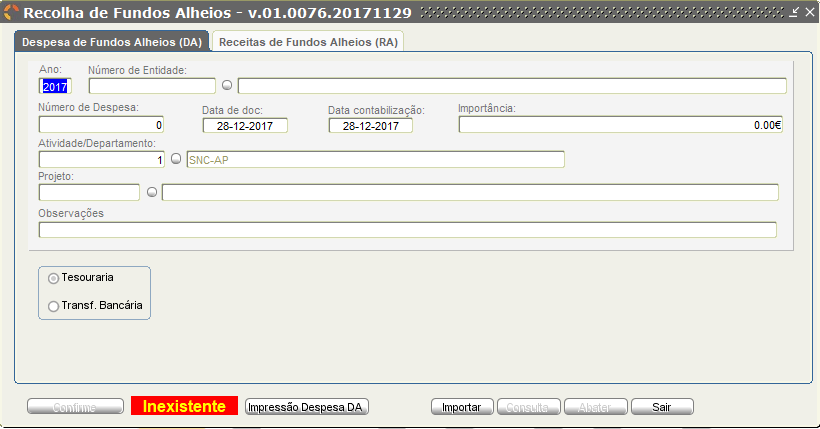 Recolha de Fundos Alheios - v.01.0076.20171129
Despesa de Fundos Alheios (DA) Receitas de Fundos Alheios (RA)
Ano: Número de Entidade:
2017
Número de Despesa: Data de doc: Data contabilização: Importância:
0 28-12-2017 28-12-2017 0.00€
Atividade/Departamento:
1 SNC-AP
Projeto:
Observações
Tesouraria
Transf. Bancária
Confirme Inexistente Impressão Despesa DA Importar Consulta Abater Sair